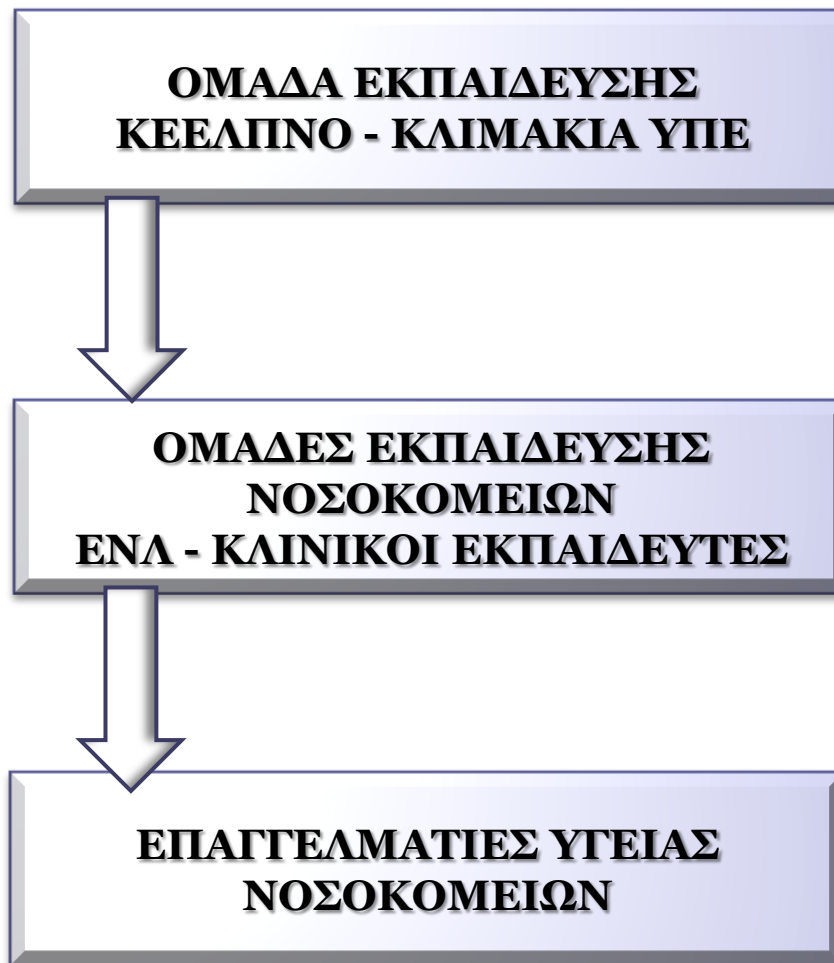 ΟΜΑΔΑ ΕΚΠΑΙΔΕΥΣΗΣ
ΚΕΕΛΠΝΟ - ΚΛΙΜΑΚΙΑ ΥΠΕ
ΟΜΑΔΕΣ ΕΚΠΑΙΔΕΥΣΗΣ
ΝΟΣΟΚΟΜΕΙΩΝ
ΕΝΛ - ΚΛΙΝΙΚΟΙ ΕΚΠΑΙΔΕΥΤΕΣ
ΕΠΑΓΓΕΛΜΑΤΙΕΣ ΥΓΕΙΑΣ
ΝΟΣΟΚΟΜΕΙΩΝ